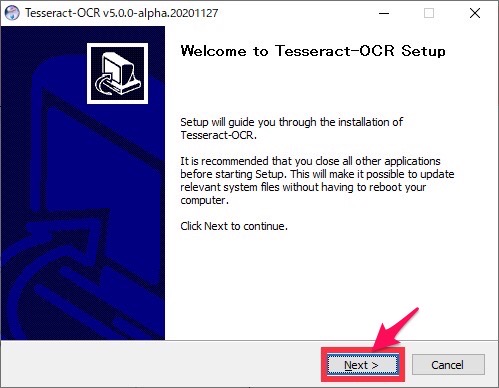 Tesseract-OCR v5.0.0-alpha.20201127
Welcome to Tesseract-OCR Setup
Setup will guide you through the installation of
Tesseract-OCR.
It is recommended that you close all other applications
before starting Setup. This will make it possible to update
relevant system files without having to reboot your
computer.
Click Next to continue.
Next >
Cancel